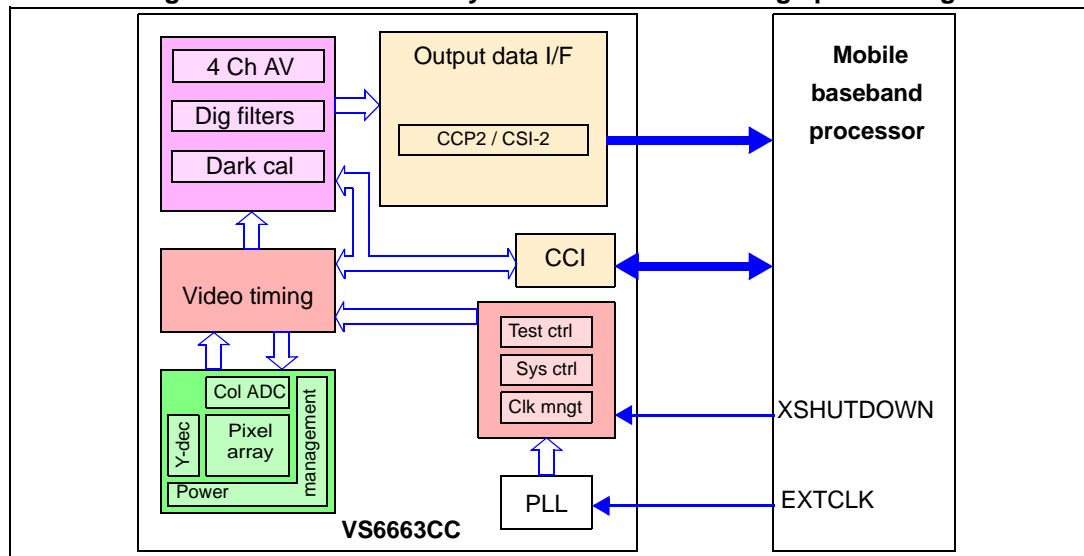 4 Ch AV
Dig filters
Dark cal
Output data I/F
CCP2 / CSI-2
Mobile
baseband
processor
CCI
Video timing
Test ctrl
Sys ctrl
Clk mngt
Col ADC
Y-dec
Pixel
array
management
Power
PLL
XSHUTDOWN
EXTCLK
VS6663CC